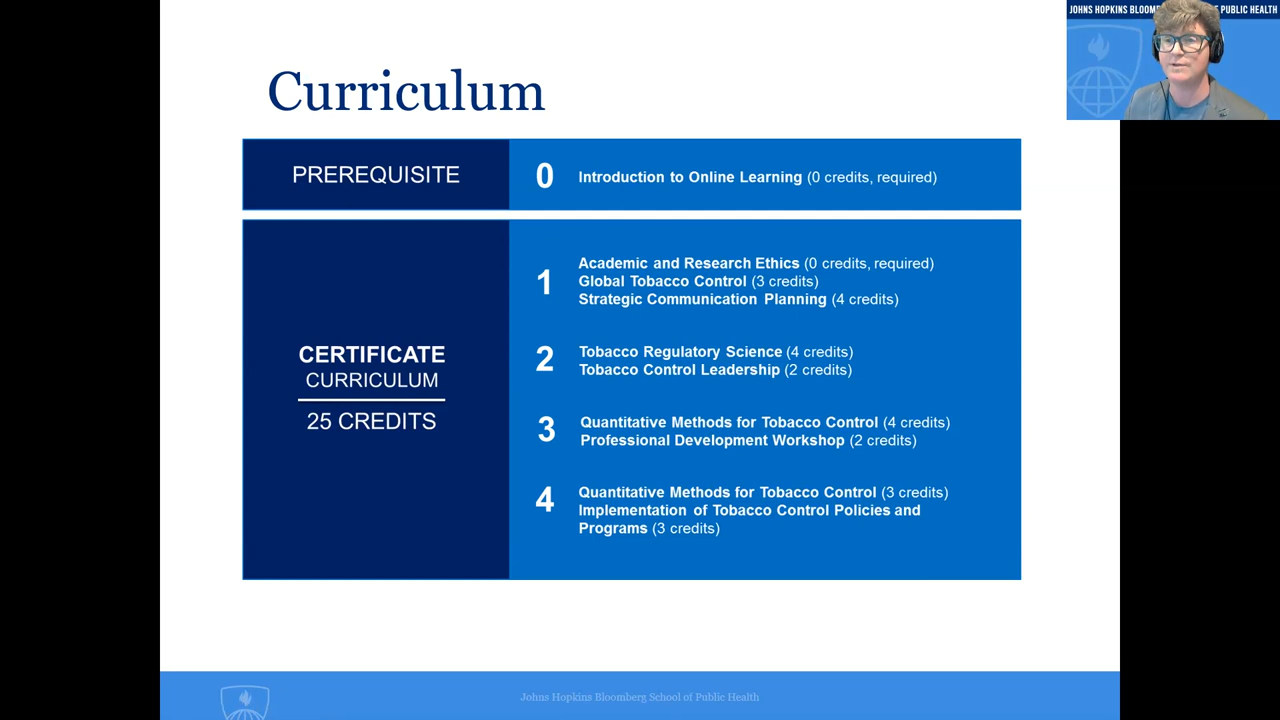 JOHNS HOPKINS BLOOM OF PUBLIC HEALTH
Curriculum
PREREQUISITE
0
Introduction to Online Learning (0 credits, required)
CERTIFICATE
CURRICULUM
25 CREDITS
1
Academic and Research Ethics (0 credits, required)
Global Tobacco Control (3 credits)
Strategic Communication Planning (4 credits)
2
Tobacco Regulatory Science (4 credits)
Tobacco Control Leadership (2 credits)
3
Quantitative Methods for Tobacco Control (4 credits)
Professional Development Workshop (2 credits)
4
Quantitative Methods for Tobacco Control (3 credits)
Implementation of Tobacco Control Policies and
Programs (3 credits)
Johns Hopkins Bloomberg School of Public Health